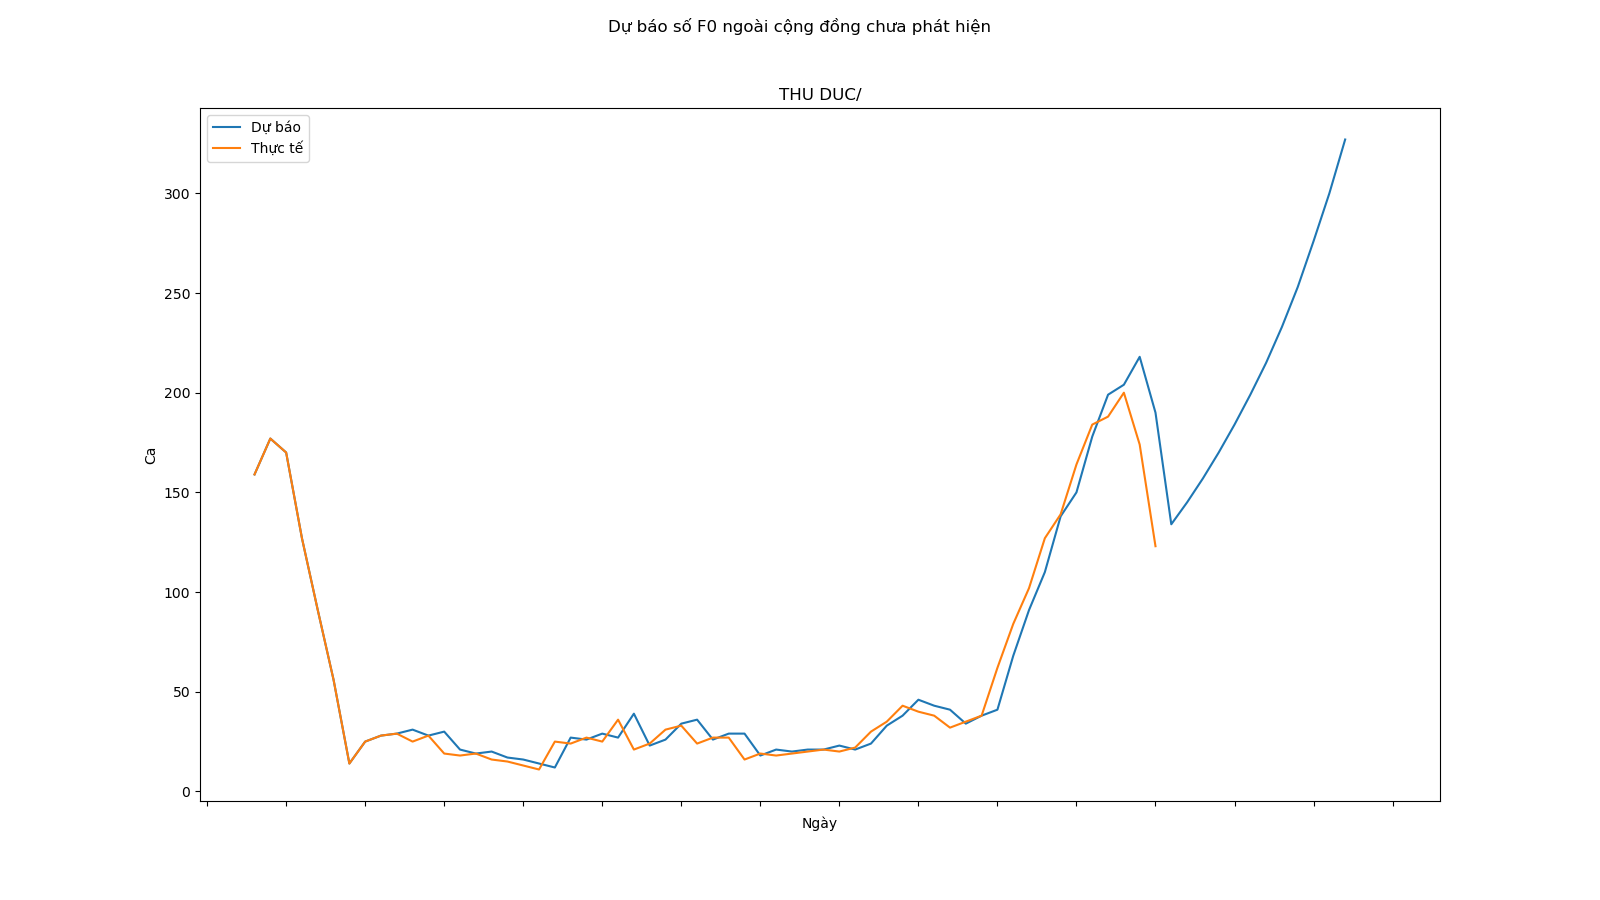 Dự báo số F0 ngoài cộng đồng chưa phát hiện
THU DUC/
Dự báo
Thực tế
300
250
200
150
100
50
0
Ca
Ngày